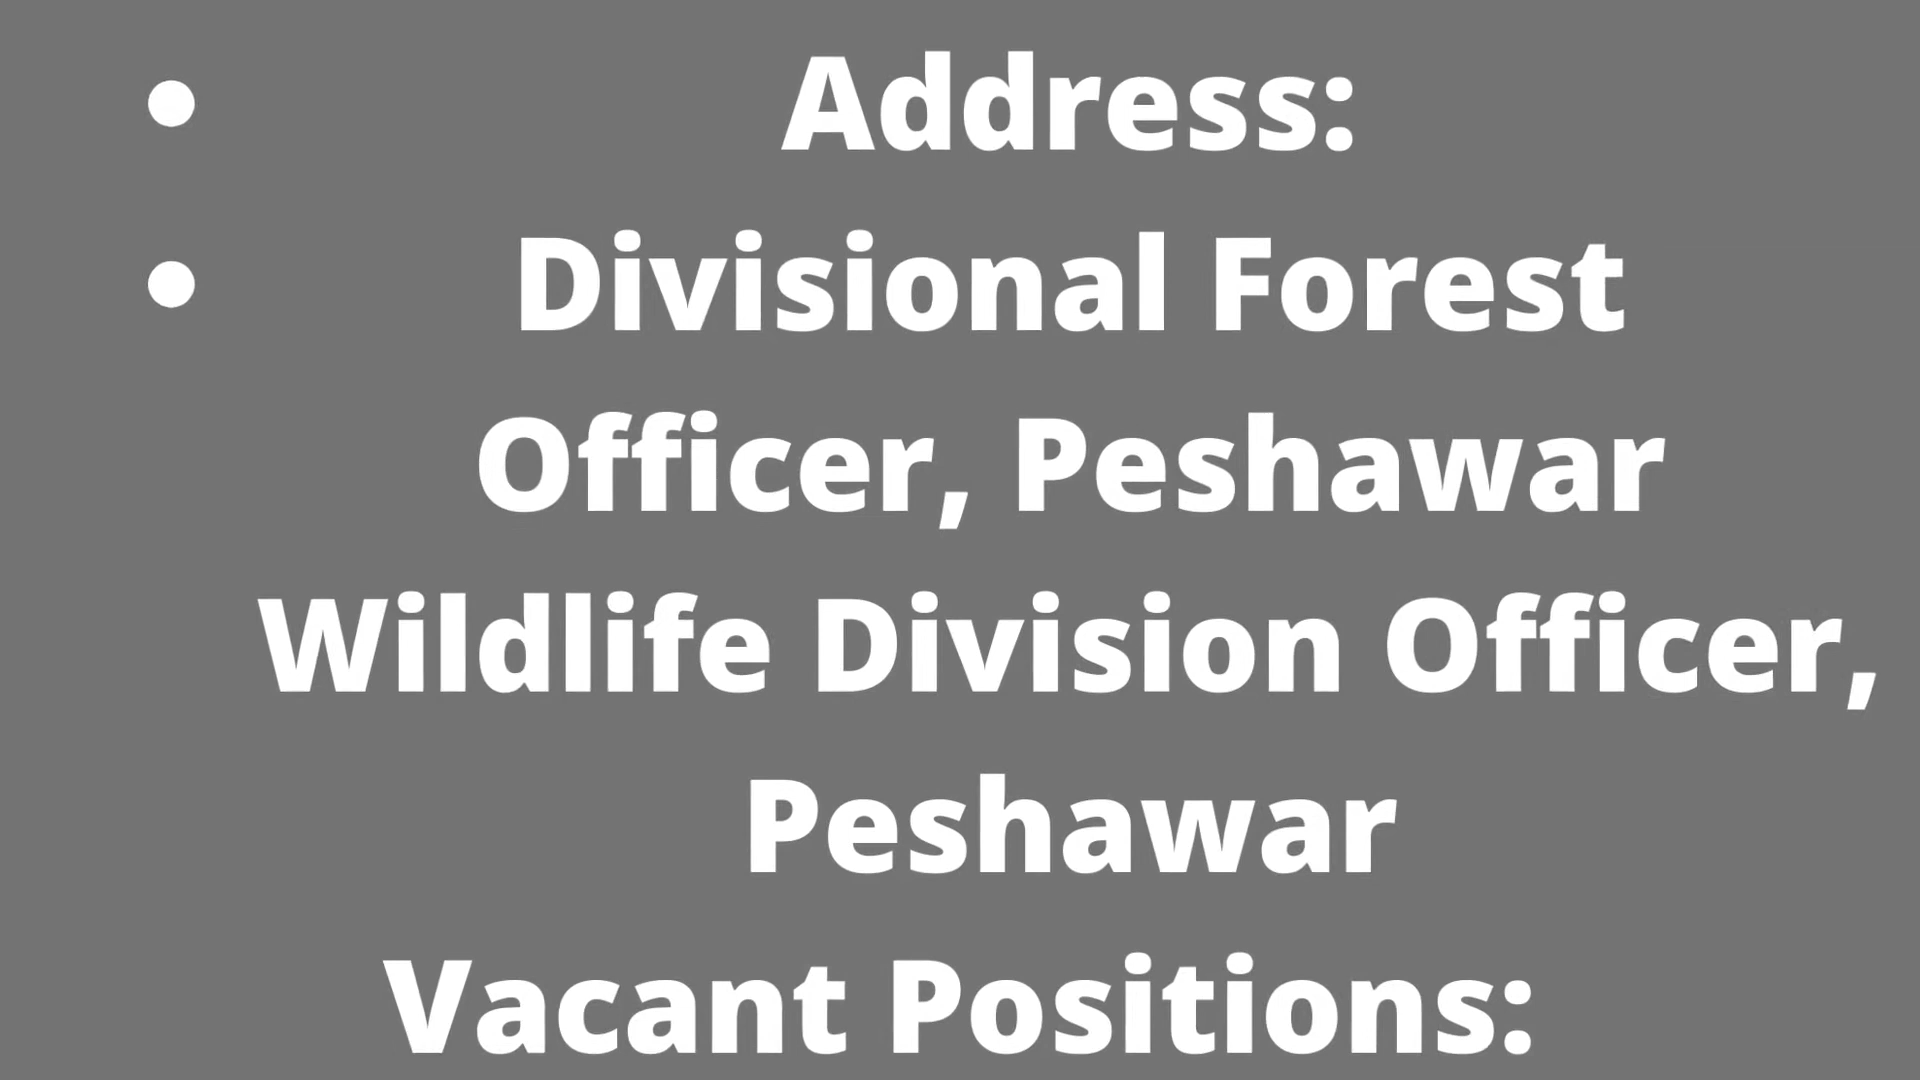 • Address:
• Divisional Forest
Officer, Peshawar
Wildlife Division Officer,
Peshawar
Vacant Positions: